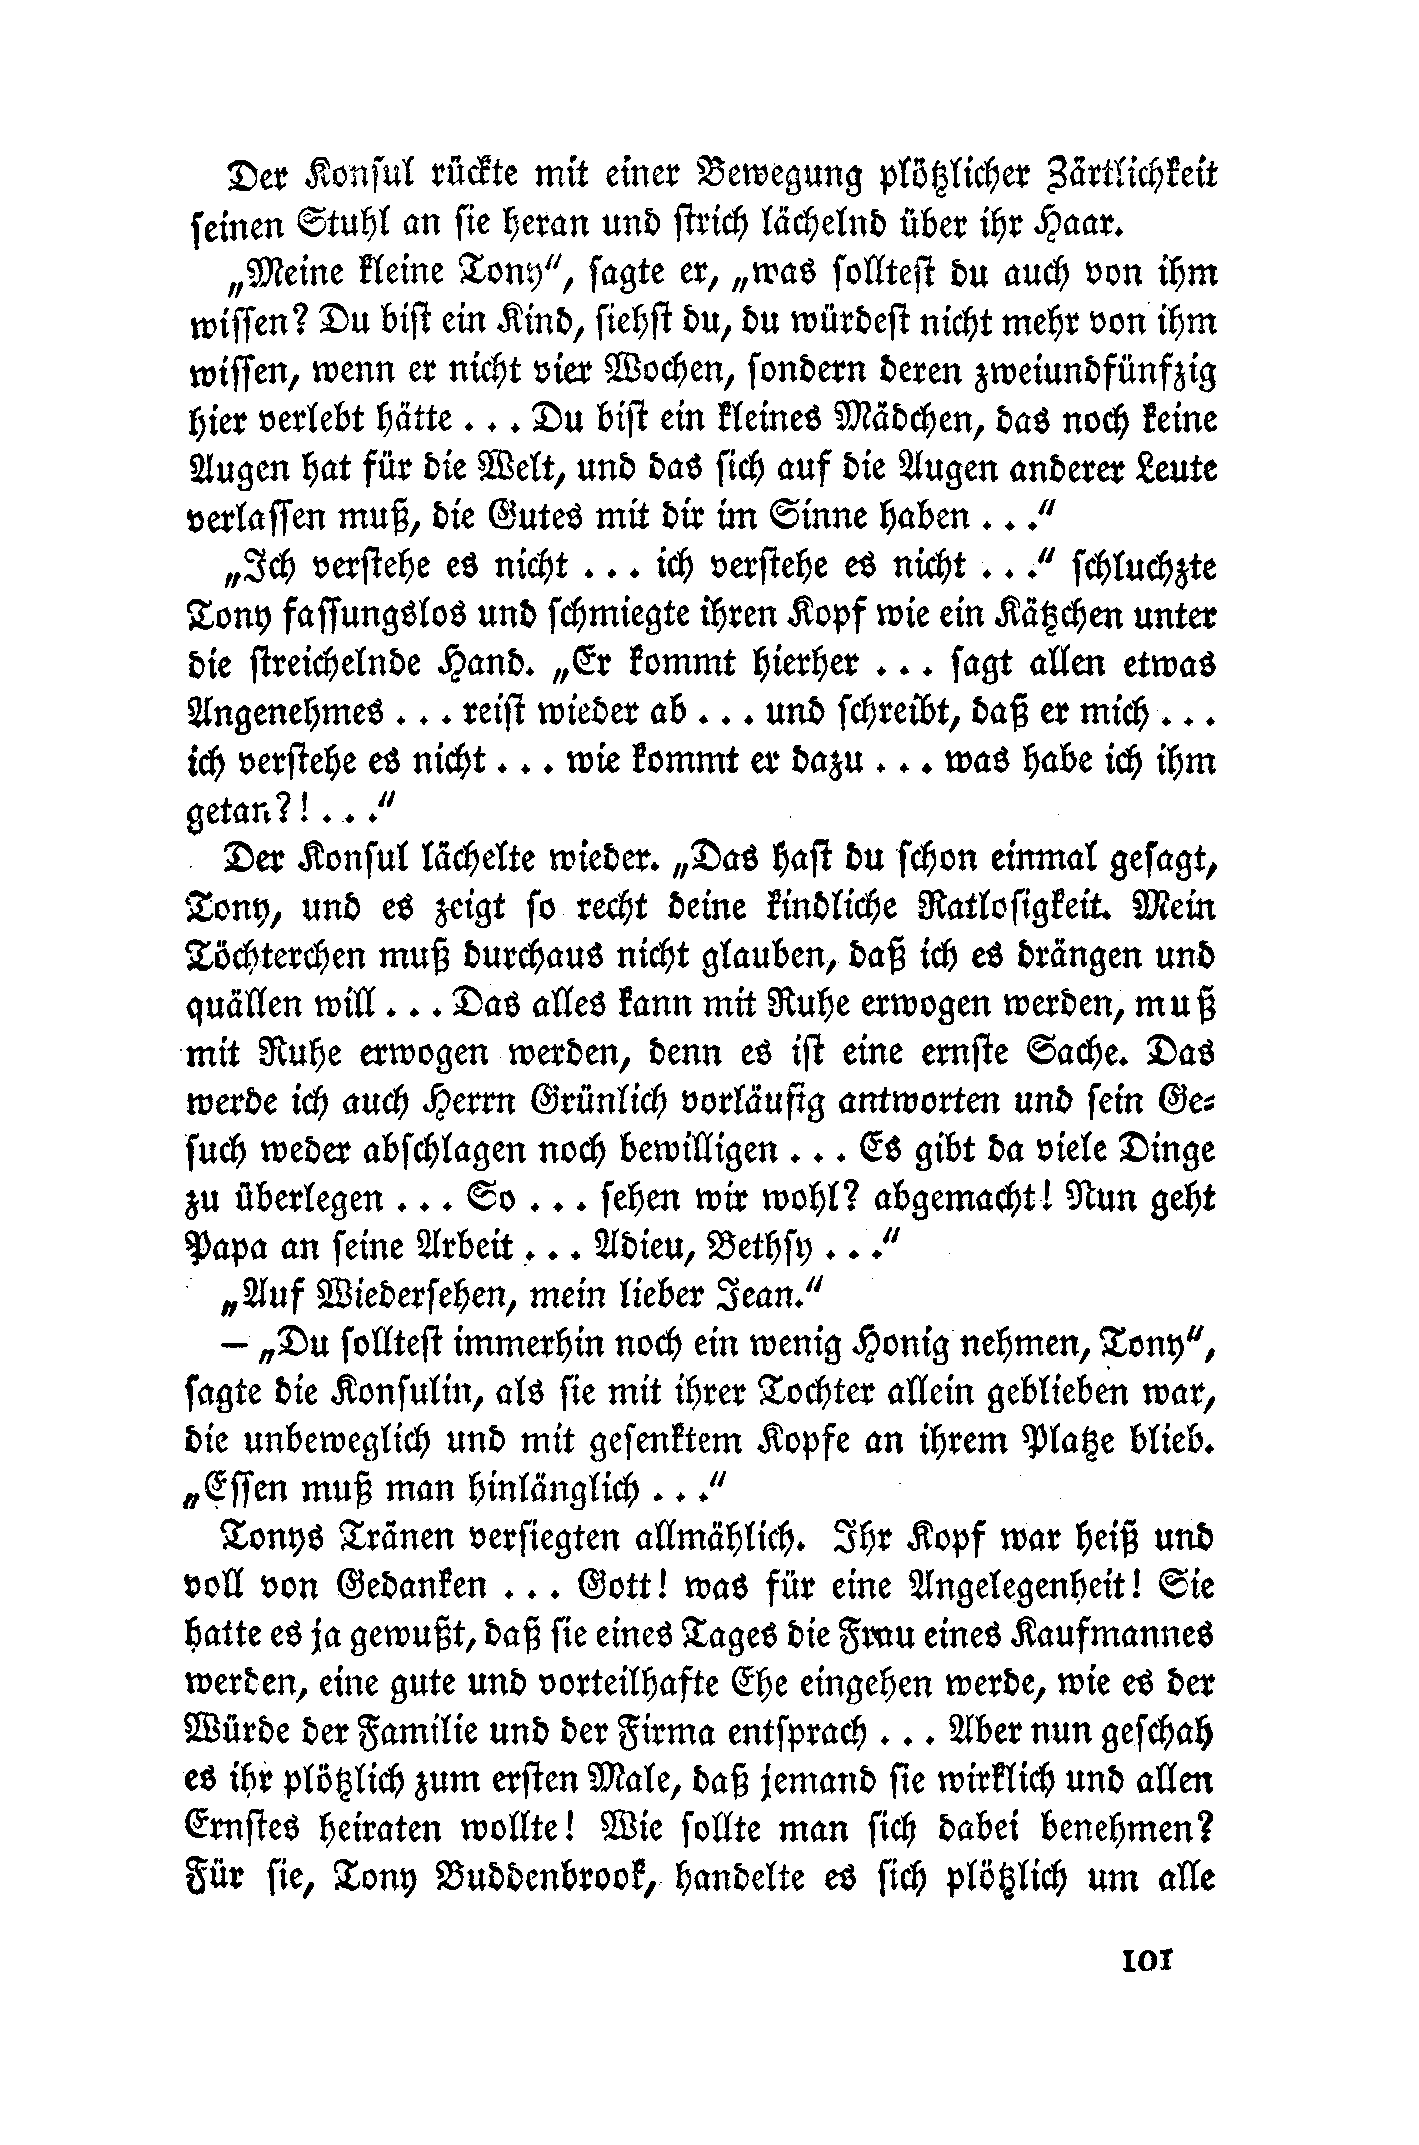 Der Konsul rückte mit einer Bewegung plötzlicher Zärtlichkeit
seinen Stuhl an sie heran und strich lächelnd über ihr Haar.
„Meine kleine Tony“, sagte er, „was solltest du auch von ihm
wissen? Du bist ein Kind, siehst du, du würdest nicht mehr von ihm
wissen, wenn er nicht vier Wochen, sondern deren zweiundfünfzig
hier verlebt hätte . . . Du bist ein kleines Mädchen, das noch keine
Augen hat für die Welt, und das sich auf die Augen anderer Leute
verlassen muß, die Gutes mit dir im Sinne haben . . .“
„Ich verstehe es nicht . . . ich verstehe es nicht . . .“ schluchzte
Tony fassungslos und schmiegte ihren Kopf wie ein Kätzchen unter
die streichelnde Hand. „Er kommt hierher . . . sagt allen etwas
Angenehmes . . . reist wieder ab . . . und schreibt, daß er mich . . .
ich verstehe es nicht . . . wie kommt er dazu . . . was habe ich ihm
getan?! . . .“
Der Konsul lächelte wieder. „Das hast du schon einmal gesagt,
Tony, und es zeigt so recht deine kindliche Ratlosigkeit. Mein
Töchterchen muß durchaus nicht glauben, daß ich es drängen und
quällen will . . . Das alles kann mit Ruhe erwogen werden, muß
mit Ruhe erwogen werden, denn es ist eine ernste Sache. Das
werde ich auch Herrn Grünlich vorläufig antworten und sein Ge-
such weder abschlagen noch bewilligen . . . Es gibt da viele Dinge
zu überlegen . . . So . . . sehen wir wohl? abgemacht! Nun geht
Papa an seine Arbeit . . . Adieu, Bethsy . . .“
„Auf Wiedersehen, mein lieber Jean.“
– „Du solltest immerhin noch ein wenig Honig nehmen, Tony“,
sagte die Konsulin, als sie mit ihrer Tochter allein geblieben war,
die unbeweglich und mit gesenktem Kopfe an ihrem Platze blieb.
„Essen muß man hinlänglich . . .“
Tonys Tränen versiegten allmählich. Ihr Kopf war heiß und
voll von Gedanken . . . Gott! was für eine Angelegenheit! Sie
hatte es ja gewußt, daß sie eines Tages die Frau eines Kaufmannes
werden, eine gute und vorteilhafte Ehe eingehen werde, wie es der
Würde der Familie und der Firma entsprach . . . Aber nun geschah
es ihr plötzlich zum ersten Male, daß jemand sie wirklich und allen
Ernstes heiraten wollte! Wie sollte man sich dabei benehmen?
Für sie, Tony Buddenbrook, handelte es sich plötzlich um alle
101